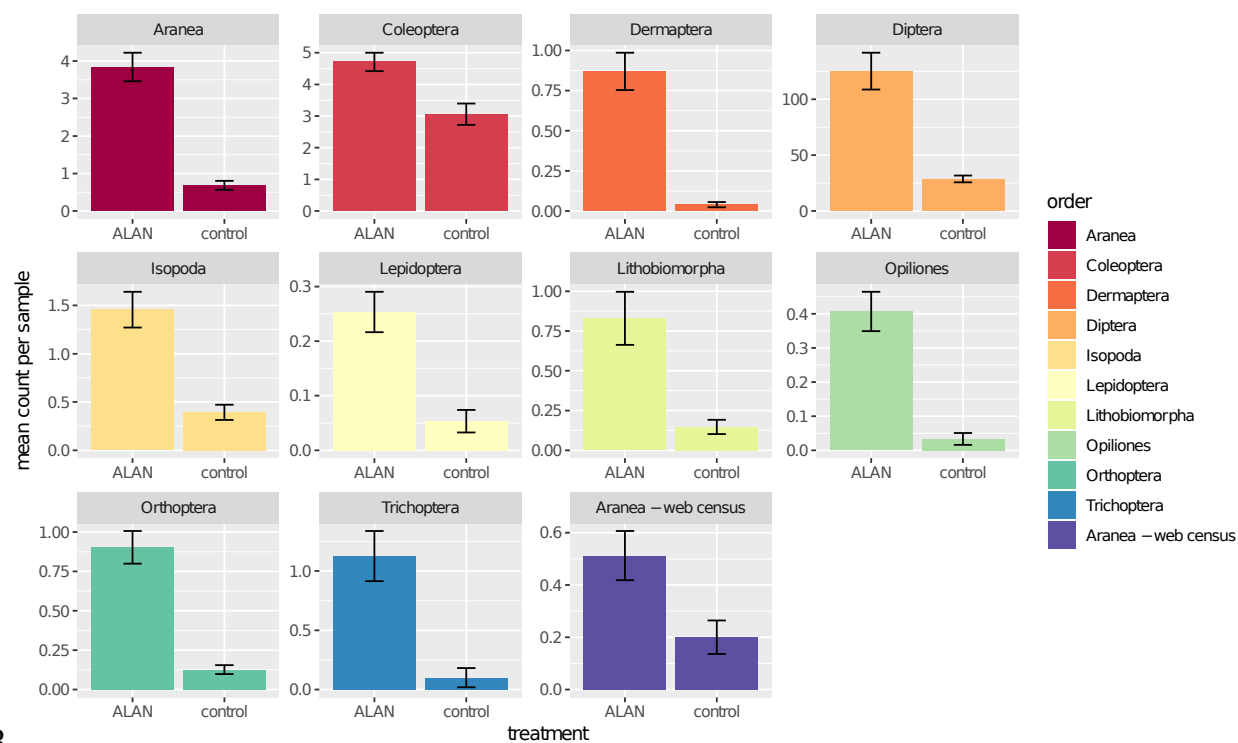 Aranea Coleoptera Dermaptera Diptera
4 5 1.00 100
3 4 0.75 50
2 3 0.50 0
1 2 0.25
0 1 0.00
0
ALAN control ALAN control ALAN control ALAN control
Isopoda Lepidoptera Lithobiomorpha Opiliones
1.5 0.3 1.00 0.4
1.0 0.2 0.75 0.3
0.5 0.1 0.50 0.2
0.0 0.0 0.25 0.1
0.00 0.0
ALAN control ALAN control ALAN control ALAN control
Orthoptera Trichoptera Aranea – web census
1.00 1.0 0.6
0.75 0.5 0.4
0.50 0.0 0.2
0.25 0.0
0.00
ALAN control ALAN control ALAN control
mean count per sample
treatment
order
Aranea
Coleoptera
Dermaptera
Diptera
Isopoda
Lepidoptera
Lithobiomorpha
Opiliones
Orthoptera
Trichoptera
Aranea – web census